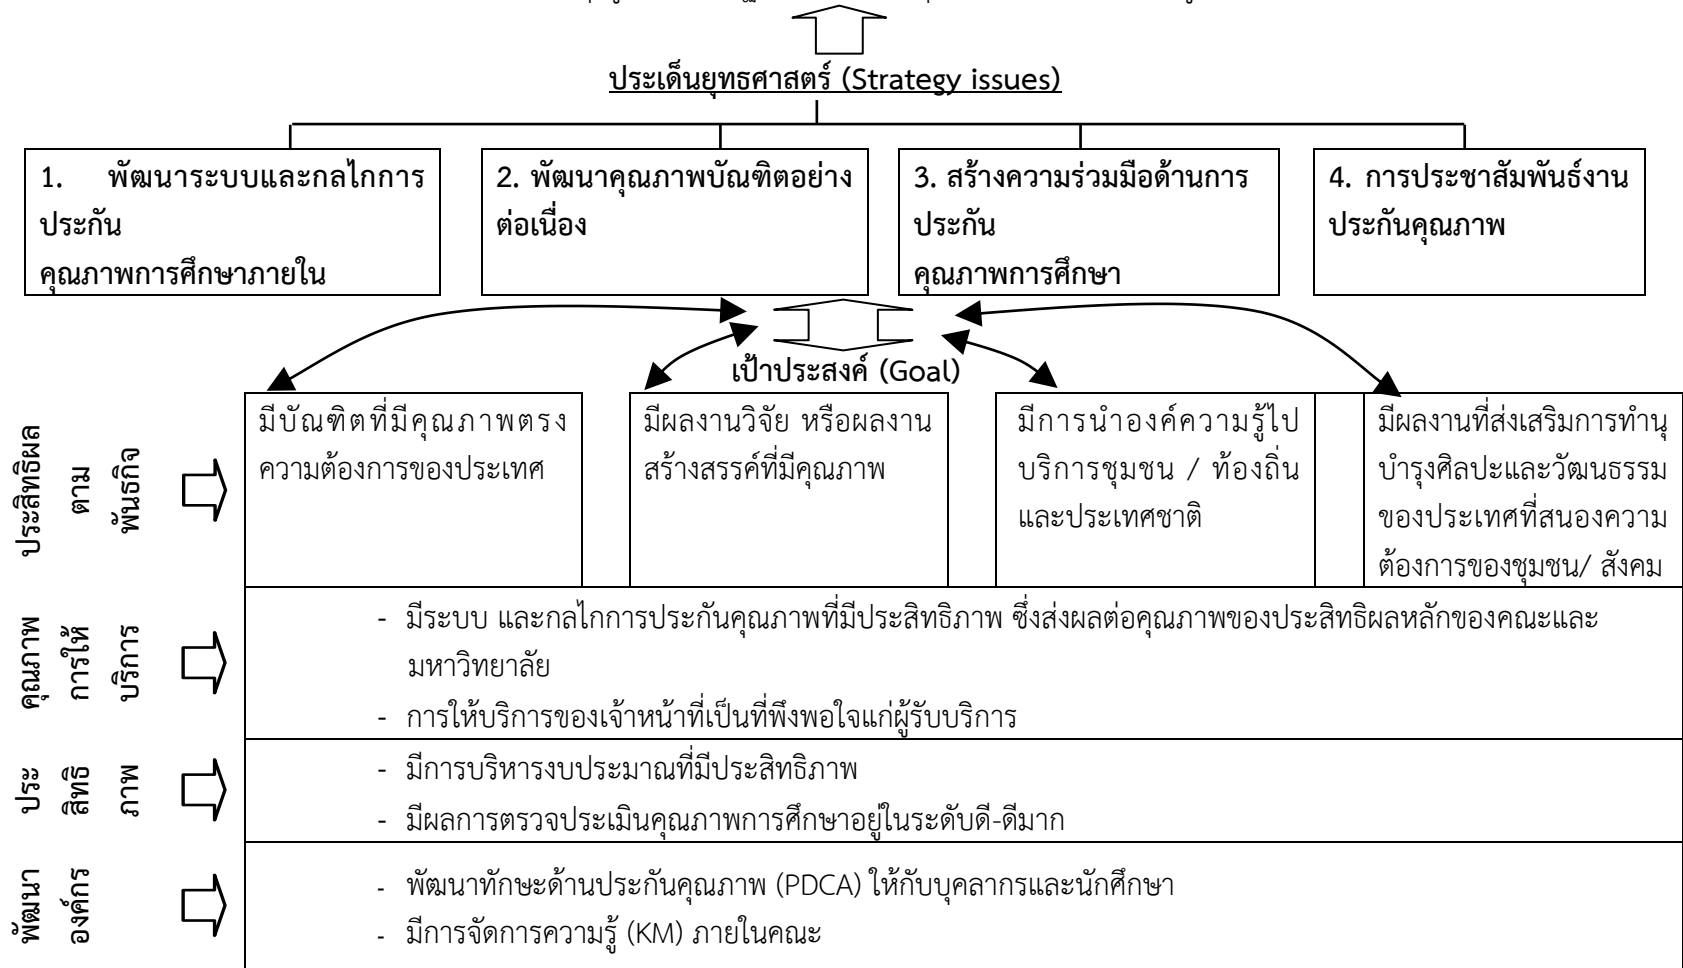 ประเด็นยุทธศาสตร์ (Strategy issues)
1. พัฒนาระบบและกลไกการ
ประกัน
คุณภาพการศึกษาภายใน
2. พัฒนาคุณภาพบัณฑิตอย่าง
ต่อเนื่อง
3. สร้างความร่วมมือด้านการ
ประกัน
คุณภาพการศึกษา
4. การประชาสัมพันธ์งาน
ประกันคุณภาพ
เป้าประสงค์ (Goal)
ประสิทธิผล
ตาม
พันธกิจ
มีบัณฑิตที่มีคุณภาพตรง
ความต้องการของประเทศ
มีผลงานวิจัย หรือผลงาน
สร้างสรรค์ที่มีคุณภาพ
มีการนำองค์ความรู้ไป
บริการชุมชน / ท้องถิ่น
และประเทศชาติ
มีผลงานที่ส่งเสริมการทำนุ
บำรุงศิลปะและวัฒนธรรม
ของประเทศที่สนองความ
ต้องการของชุมชน/ สังคม
คุณภาพ
การให้
บริการ
- มีระบบ และกลไกการประกันคุณภาพที่มีประสิทธิภาพ ซึ่งส่งผลต่อคุณภาพของประสิทธิผลหลักของคณะและ
มหาวิทยาลัย
- การให้บริการของเจ้าหน้าที่เป็นที่พึงพอใจแก่ผู้รับบริการ
ประ
สิทธิ
ภาพ
- มีการบริหารงบประมาณที่มีประสิทธิภาพ
- มีผลการตรวจประเมินคุณภาพการศึกษาอยู่ในระดับดี-ดีมาก
พัฒนา
องค์กร
- พัฒนาทักษะด้านประกันคุณภาพ (PDCA) ให้กับบุคลากรและนักศึกษา
- มีการจัดการความรู้ (KM) ภายในคณะ